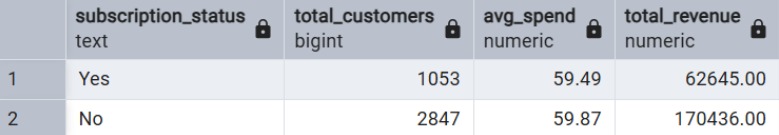 subscription_status total_customers avg_spend total_revenue
text bigint numeric numeric
1 Yes 1053 59.49 62645.00
2 No 2847 59.87 170436.00